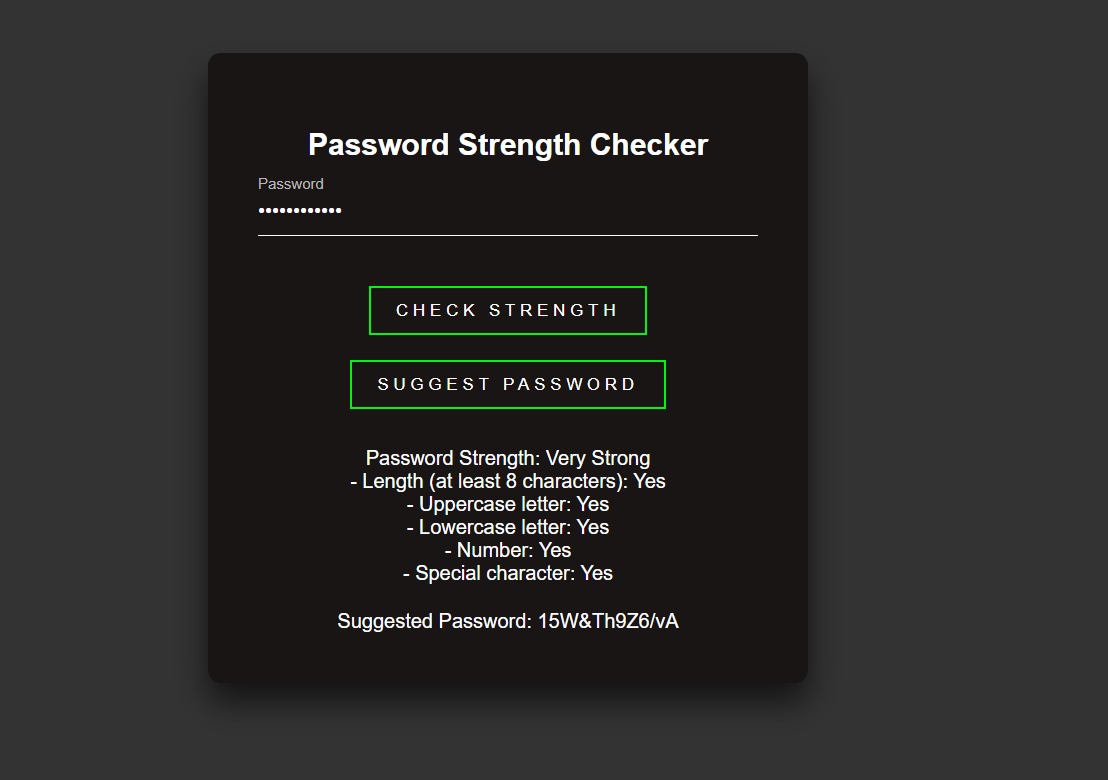 Password Strength Checker
Password
••••••••••••
CHECK STRENGTH
SUGGEST PASSWORD
Password Strength: Very Strong
- Length (at least 8 characters): Yes
- Uppercase letter: Yes
- Lowercase letter: Yes
- Number: Yes
- Special character: Yes
Suggested Password: 15W&Th9Z6/vA